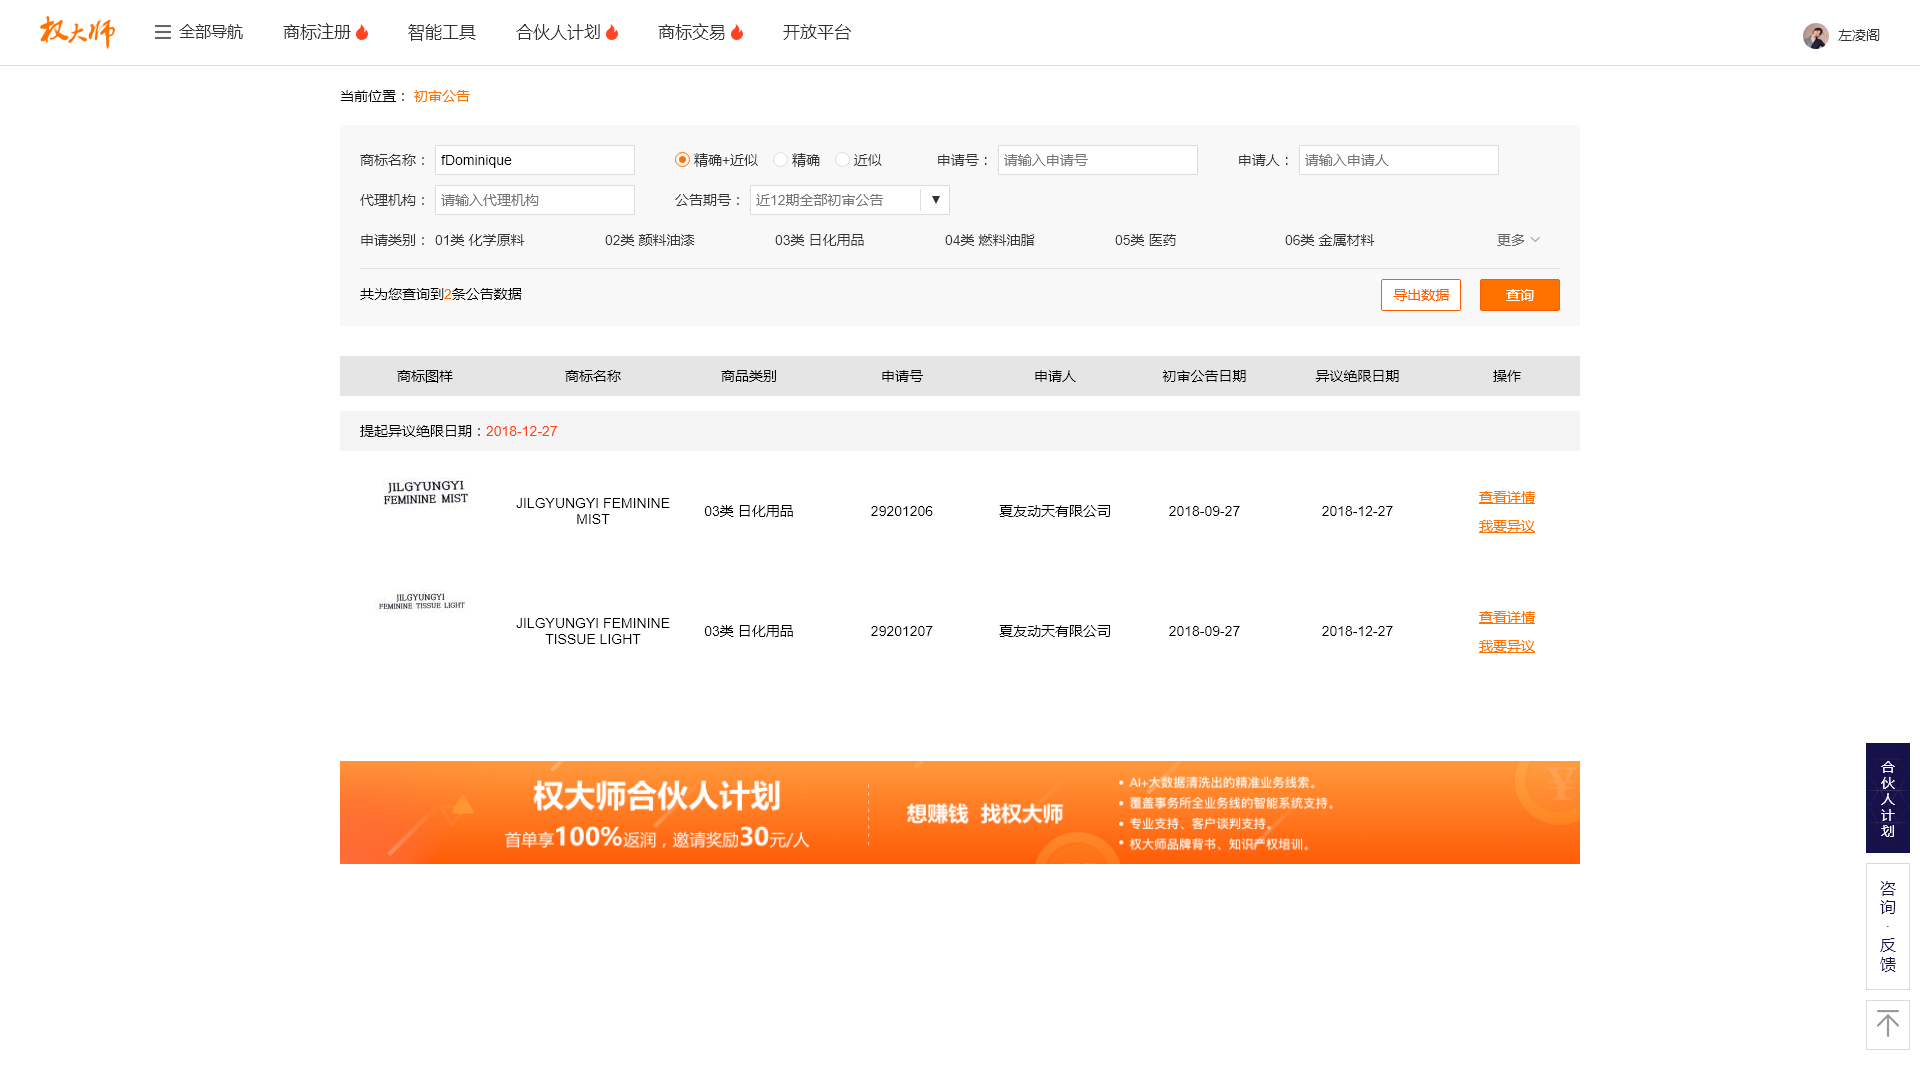 权大师 全部导航 商标注册 智能工具 合伙人计划 商标交易 开放平台 左凌阁
当前位置： 初审公告
商标名称： fDominique 精确+近似 精确 近似 申请号： 请输入申请号 申请人： 请输入申请人
代理机构： 请输入代理机构 公告期号： 近12期全部初审公告 ▼
申请类别： 01类 化学原料 02类 颜料油漆 03类 日化用品 04类 燃料油脂 05类 医药 06类 金属材料 更多
共为您查询到2条公告数据 导出数据 查询
商标图样 商标名称 商品类别 申请号 申请人 初审公告日期 异议绝限日期 操作
提起异议绝限日期：2018-12-27
JILGYUNGYI
FEMININE MIST
JILGYUNGYI FEMININE
MIST
03类 日化用品 29201206 夏友动天有限公司 2018-09-27 2018-12-27
查看详情
我要异议
JILGYUNGYI
FEMININE TISSUE LIGHT
JILGYUNGYI FEMININE
TISSUE LIGHT
03类 日化用品 29201207 夏友动天有限公司 2018-09-27 2018-12-27
查看详情
我要异议
权大师合伙人计划
首单享100%返润，邀请奖励30元/人
想赚钱 找权大师
• AI+大数据清洗出的精准业务线索。
• 覆盖事务所全业务线的智能系统支持。
• 专业支持、客户谈判支持。
• 权大师品牌背书、知识产权培训。
¥
合伙人计划
咨询·反馈